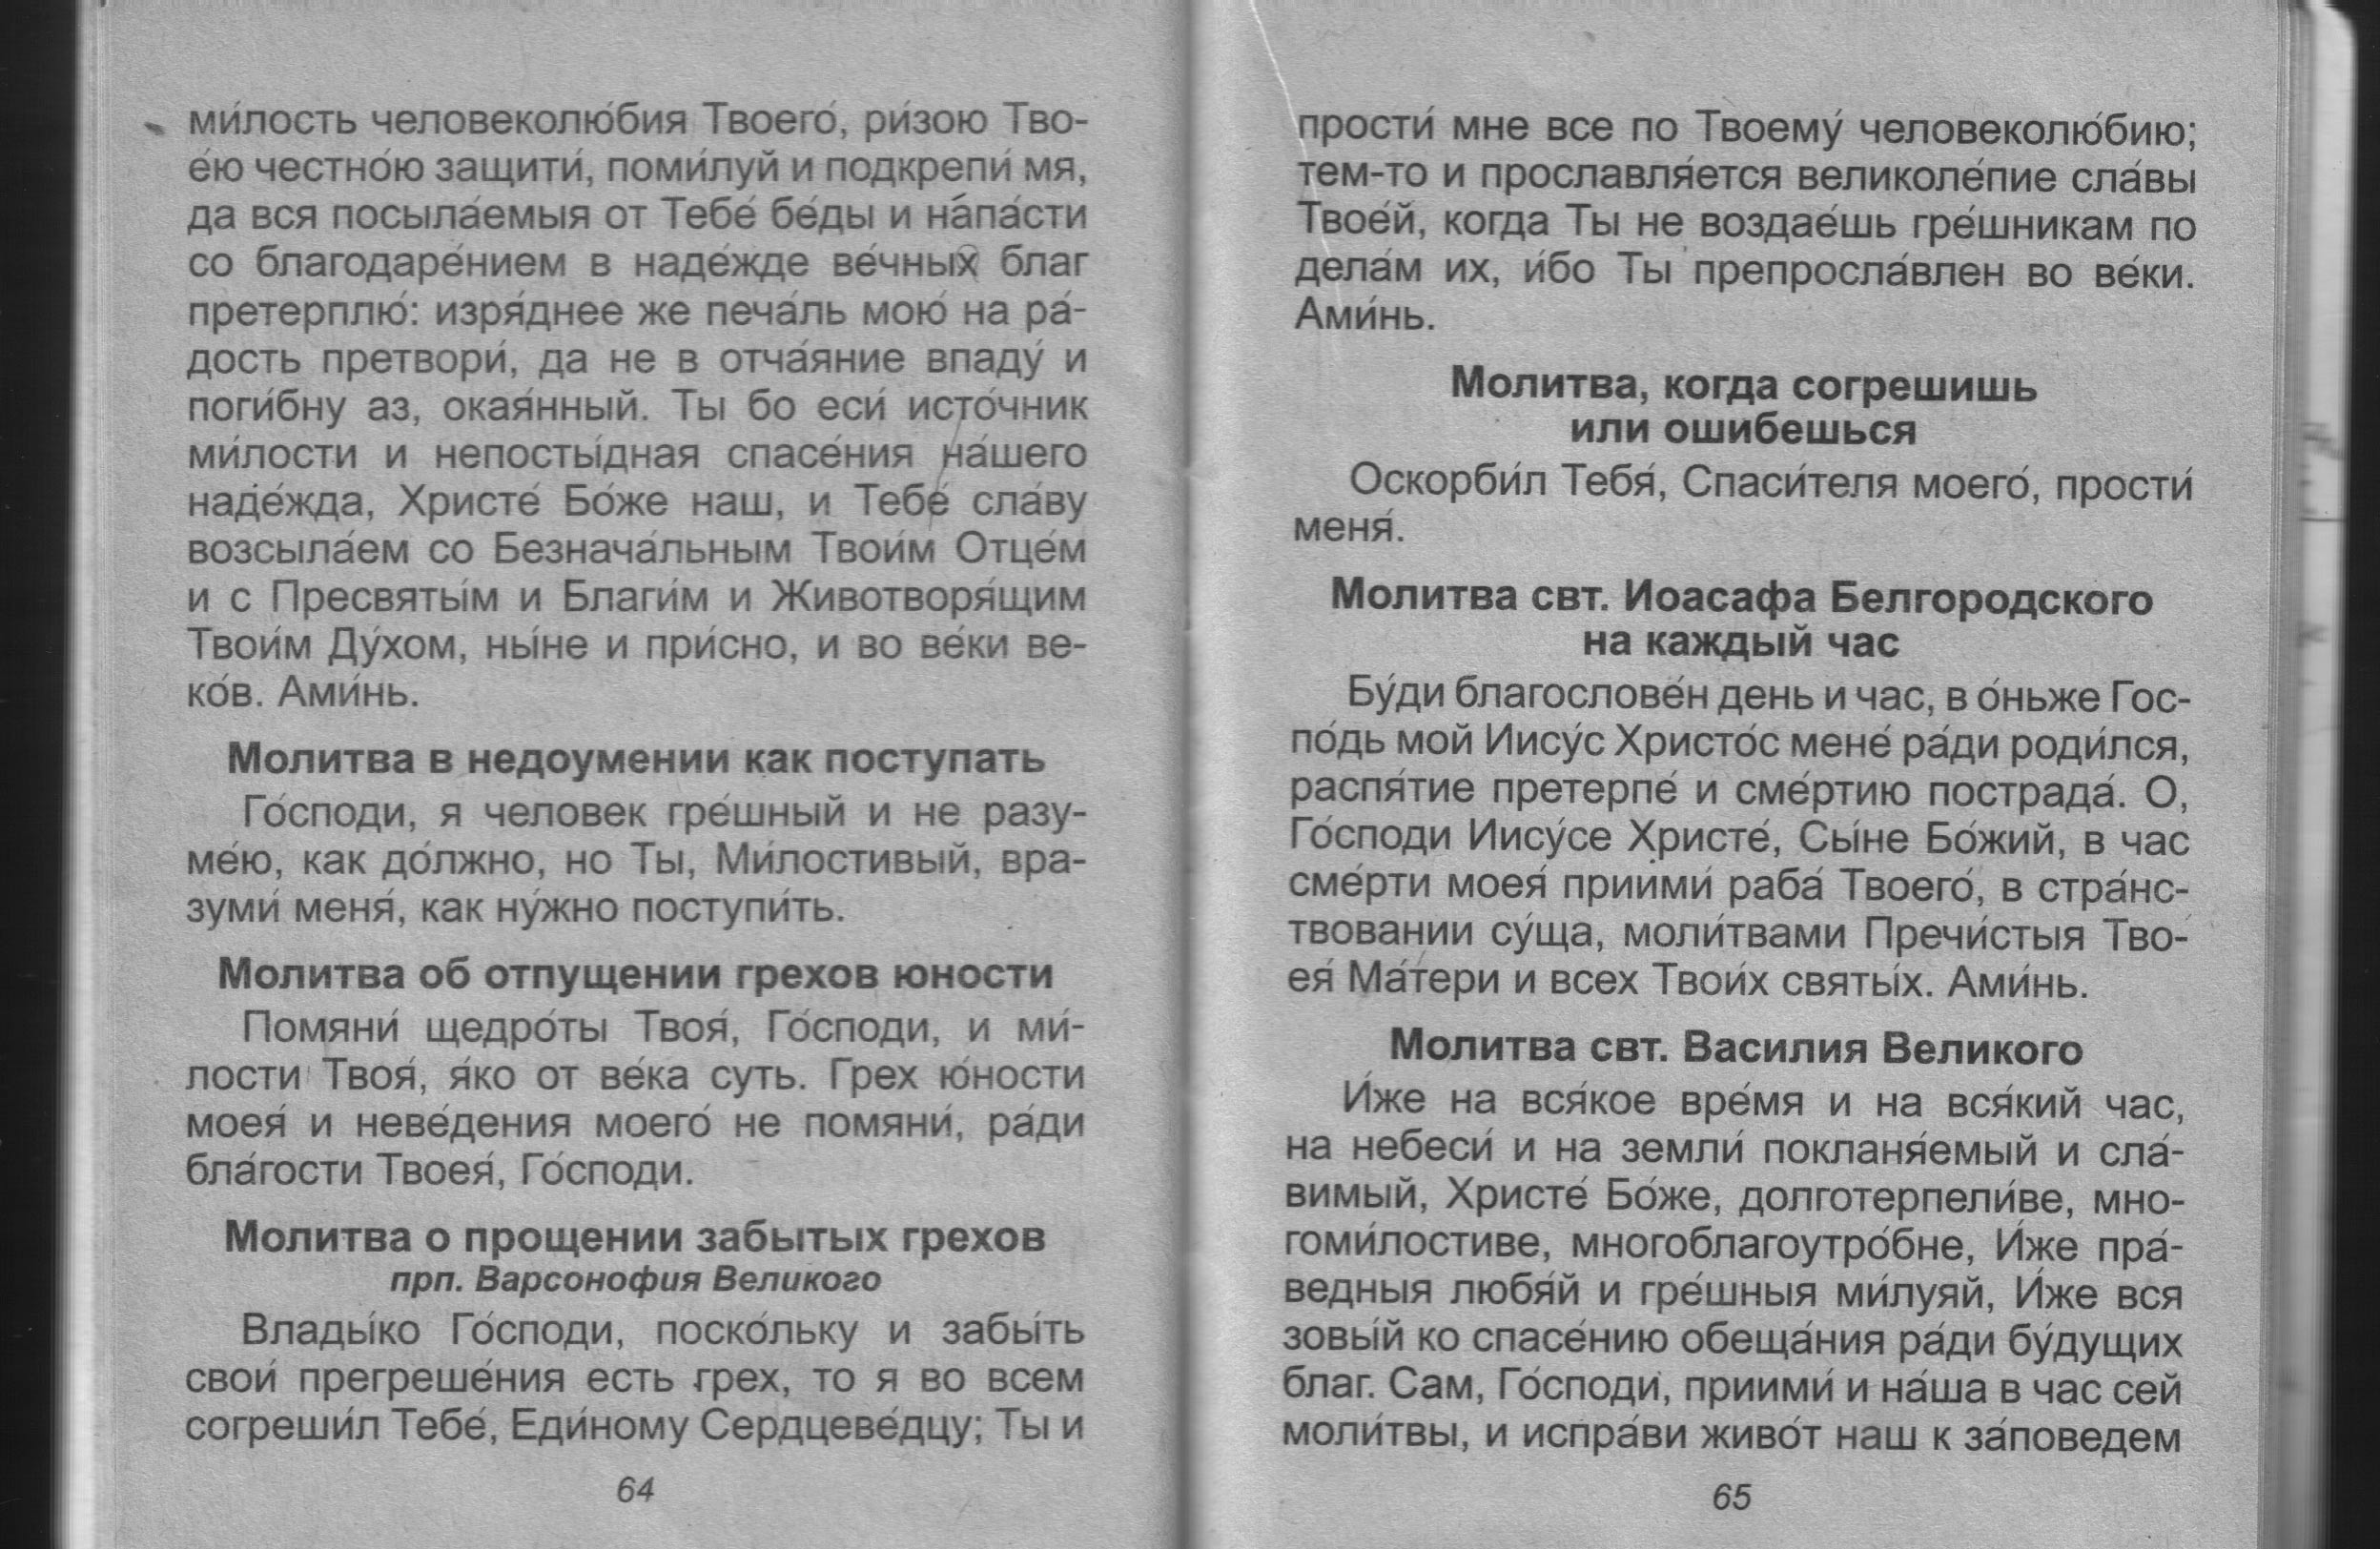 ми́лость человеколю́бия Твоего́, ри́зою Тво-
е́ю честно́ю защити́, поми́луй и подкрепи́ мя,
да вся посыла́емыя от Тебе́ бе́ды и на́па́сти
со благодаре́нием в наде́жде ве́чных благ
претерплю́: изря́днее же печа́ль мою́ на ра́-
дость претвори́, да не в отча́яние впаду́ и
поги́бну аз, окая́нный. Ты бо еси́ исто́чник
ми́лости и непосты́дная спасе́ния на́шего
наде́жда, Христе́ Бо́же наш, и Тебе́ сла́ву
возсыла́ем со Безнача́льным Твои́м Отце́м
и с Пресвяты́м и Благи́м и Животворя́щим
Твои́м Ду́хом, ны́не и при́сно, и во ве́ки ве-
ко́в. Ами́нь.
Молитва в недоумении как поступать
Го́споди, я человек гре́шный и не разу-
ме́ю, как до́лжно, но Ты, Ми́лостивый, вра-
зуми́ меня́, как ну́жно поступи́ть.
Молитва об отпущении грехов юности
Помяни́ щедро́ты Твоя́, Го́споди, и ми́-
лости Твоя́, я́ко от ве́ка суть. Грех ю́ности
моея́ и неве́дения моего́ не помяни́, ра́ди
бла́гости Твоея́, Го́споди.
Молитва о прощении забытых грехов
прп. Варсонофия Великого
Влады́ко Го́споди, поско́льку и забы́ть
свои́ прегреше́ния есть грех, то я во всем
согреши́л Тебе́, Еди́ному Сердцеве́дцу; Ты и
64
прости́ мне все по Твоему́ человеколю́бию;
тем-то и прославля́ется великоле́пие сла́вы
Твое́й, когда Ты не воздае́шь гре́шникам по
дела́м их, и́бо Ты препросла́влен во ве́ки.
Ами́нь.
Молитва, когда согрешишь
или ошибешься
Оскорби́л Тебя́, Спаси́теля моего́, прости́
меня́.
Молитва свт. Иоасафа Белгородского
на каждый час
Бу́ди благослове́н день и час, в о́ньже Гос-
по́дь мой Иису́с Христо́с мене́ ра́ди роди́лся,
распя́тие претерпе́ и сме́ртию пострада́. О,
Го́споди Иису́се Христе́, Сы́не Бо́жий, в час
сме́рти моея́ приими́ раба́ Твоего́, в стра́нс-
твовании су́ща, моли́твами Пречи́стыя Тво-
ея́ Ма́тери и всех Твои́х святы́х. Ами́нь.
Молитва свт. Василия Великого
И́же на вся́кое вре́мя и на вся́кий час,
на небеси́ и на земли́ покланя́емый и сла́-
вимый, Христе́ Бо́же, долготерпели́ве, мно-
гоми́лостиве, многоблагоутро́бне, И́же пра́-
ведныя любя́й и гре́шныя ми́луяй, И́же вся
зовы́й ко спасе́нию обеща́ния ра́ди бу́дущих
благ. Сам, Го́споди, приими́ и на́ша в час сей
моли́твы, и испра́ви живо́т наш к за́поведем
65